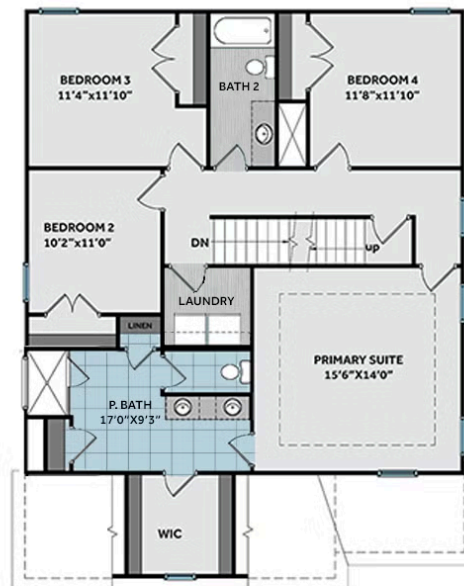 BEDROOM 3
11'4"x11'10"
BATH 2
BEDROOM 4
11'8"x11'10"
BEDROOM 2
10'2"x11'0"
DN
up
LAUNDRY
LINEN
PRIMARY SUITE
15'6"X14'0"
P. BATH
17'0"X9'3"
WIC